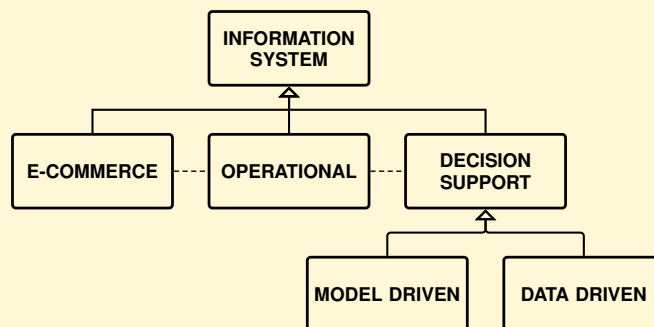 INFORMATION
SYSTEM
E-COMMERCE
OPERATIONAL
DECISION
SUPPORT
MODEL DRIVEN
DATA DRIVEN